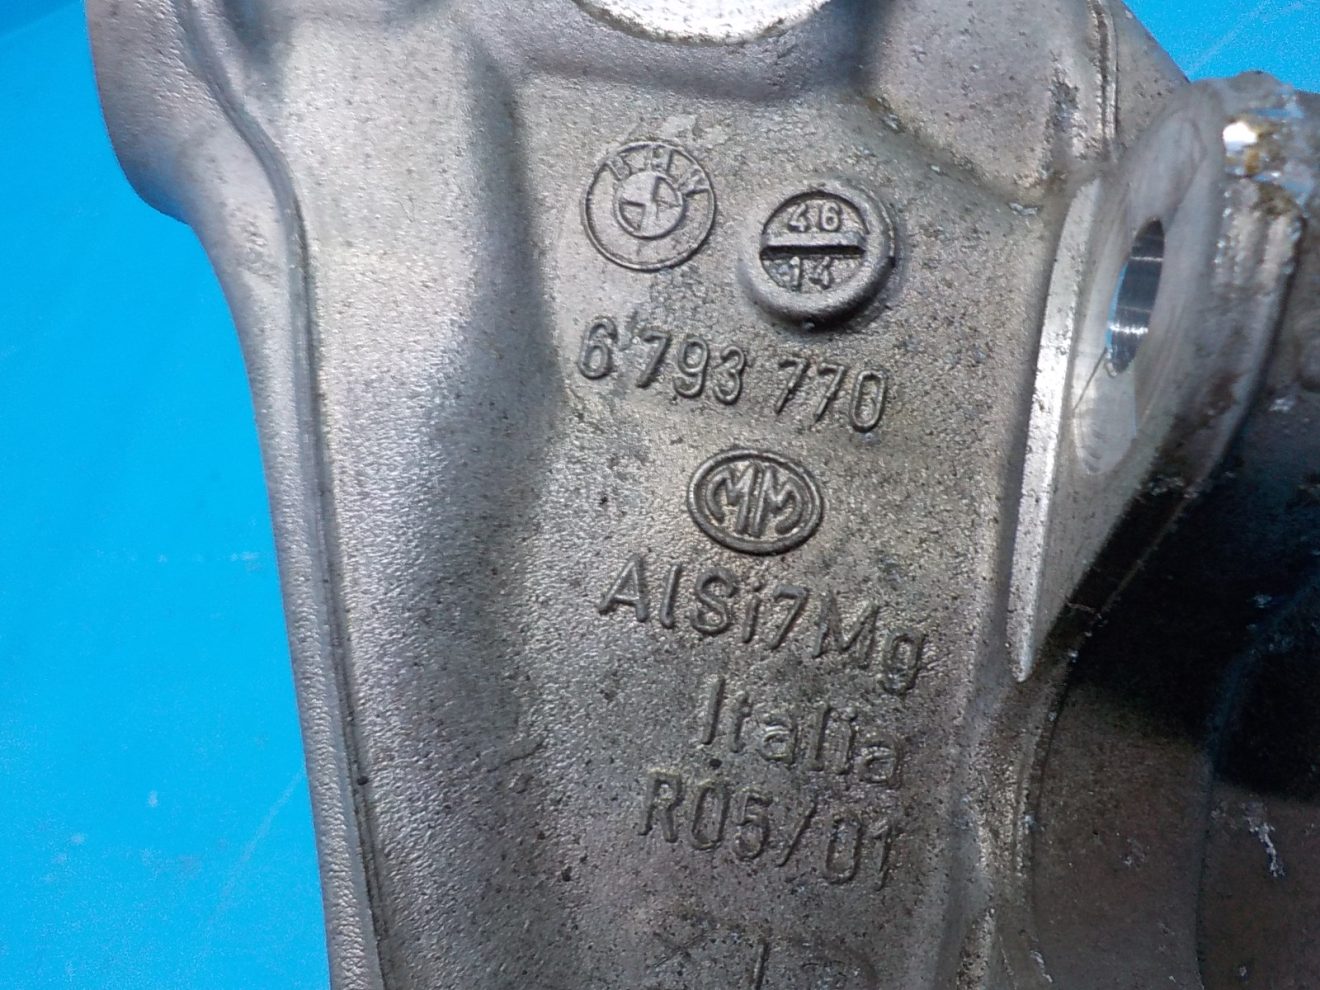 BMW
46
14
6 793 770
MM
AlSi7Mg
Italia
R05/01